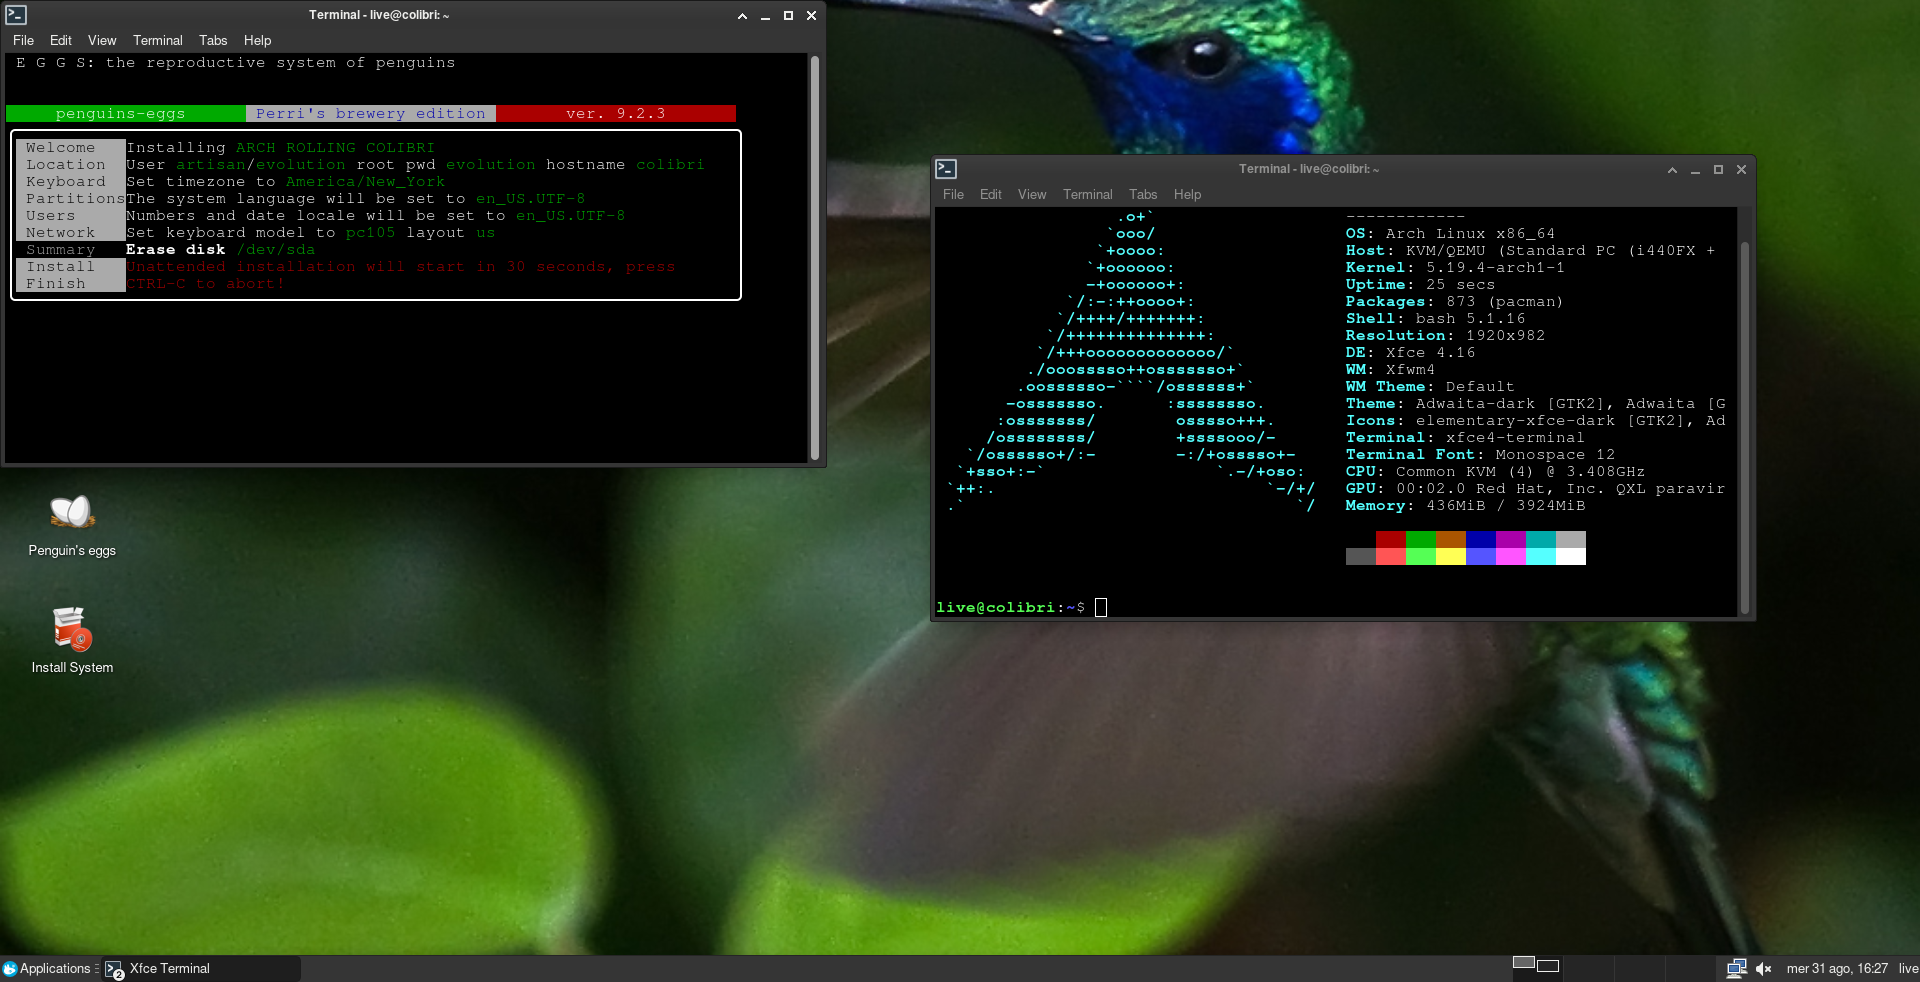 Terminal - live@colibri: ~
File Edit View Terminal Tabs Help
E G G S: the reproductive system of penguins
penguins-eggs Perri's brewery edition ver. 9.2.3
Welcome Installing ARCH ROLLING COLIBRI
Location User artisan/evolution root pwd evolution hostname colibri
Keyboard Set timezone to America/New_York
Partitions The system language will be set to en_US.UTF-8
Users Numbers and date locale will be set to en_US.UTF-8
Network Set keyboard model to pc105 layout us
Summary Erase disk /dev/sda
Install Unattended installation will start in 30 seconds, press
Finish CTRL-C to abort!
Terminal - live@colibri: ~
File Edit View Terminal Tabs Help
------------
OS: Arch Linux x86_64
Host: KVM/QEMU (Standard PC (i440FX +
Kernel: 5.19.4-arch1-1
Uptime: 25 secs
Packages: 873 (pacman)
Shell: bash 5.1.16
Resolution: 1920x982
DE: Xfce 4.16
WM: Xfwm4
WM Theme: Default
Theme: Adwaita-dark [GTK2], Adwaita [G
Icons: elementary-xfce-dark [GTK2], Ad
Terminal: xfce4-terminal
Terminal Font: Monospace 12
CPU: Common KVM (4) @ 3.408GHz
GPU: 00:02.0 Red Hat, Inc. QXL paravir
Memory: 436MiB / 3924MiB
live@colibri:~$
Penguin's eggs
Install System
Applications
2 Xfce Terminal
mer 31 ago, 16:27 live